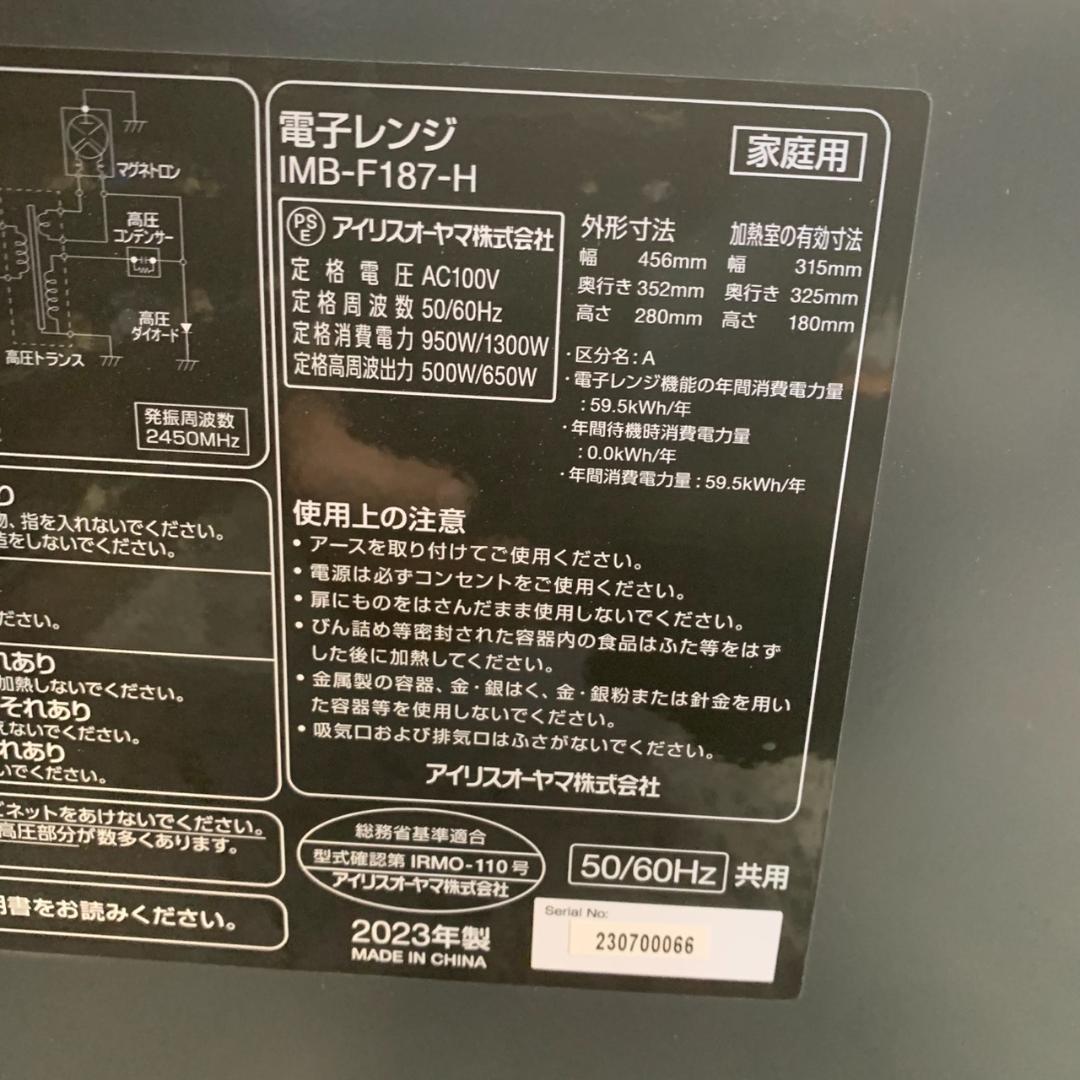 マグネトロン
高圧
コンデンサー
高圧
ダイオード
高圧トランス
発振周波数
2450MHz
電子レンジ
IMB-F187-H
家庭用
PSE アイリスオーヤマ株式会社
定格電圧 AC100V
定格周波数 50/60Hz
定格消費電力 950W/1300W
定格高周波出力 500W/650W
外形寸法
幅 456mm
奥行き 352mm
高さ 280mm
加熱室の有効寸法
幅 315mm
奥行き 325mm
高さ 180mm
・区分名:A
・電子レンジ機能の年間消費電力量
:59.5kWh/年
・年間待機時消費電力量
:0.0kWh/年
・年間消費電力量:59.5kWh/年
使用上の注意
• アースを取り付けてご使用ください。
• 電源は必ずコンセントをご使用ください。
• 扉にものをはさんだまま使用しないでください。
• びん詰め等密封された容器内の食品はふた等をはず
した後に加熱してください。
• 金属製の容器、金・銀はく、金・銀粉または針金を用い
た容器等を使用しないでください。
• 吸気口および排気口はふさがないでください。
アイリスオーヤマ株式会社
り
、指を入れないでください。
をしないでください。
ださい。
れあり
加熱しないでください。
それあり
えないでください。
れあり
いでください。
ネットをあけないでください。
高圧部分が数多くあります。
明書をお読みください。
総務省基準適合
型式確認第 IRMO-110 号
アイリスオーヤマ株式会社
50/60Hz 共用
2023年製
MADE IN CHINA
Serial No:
230700066